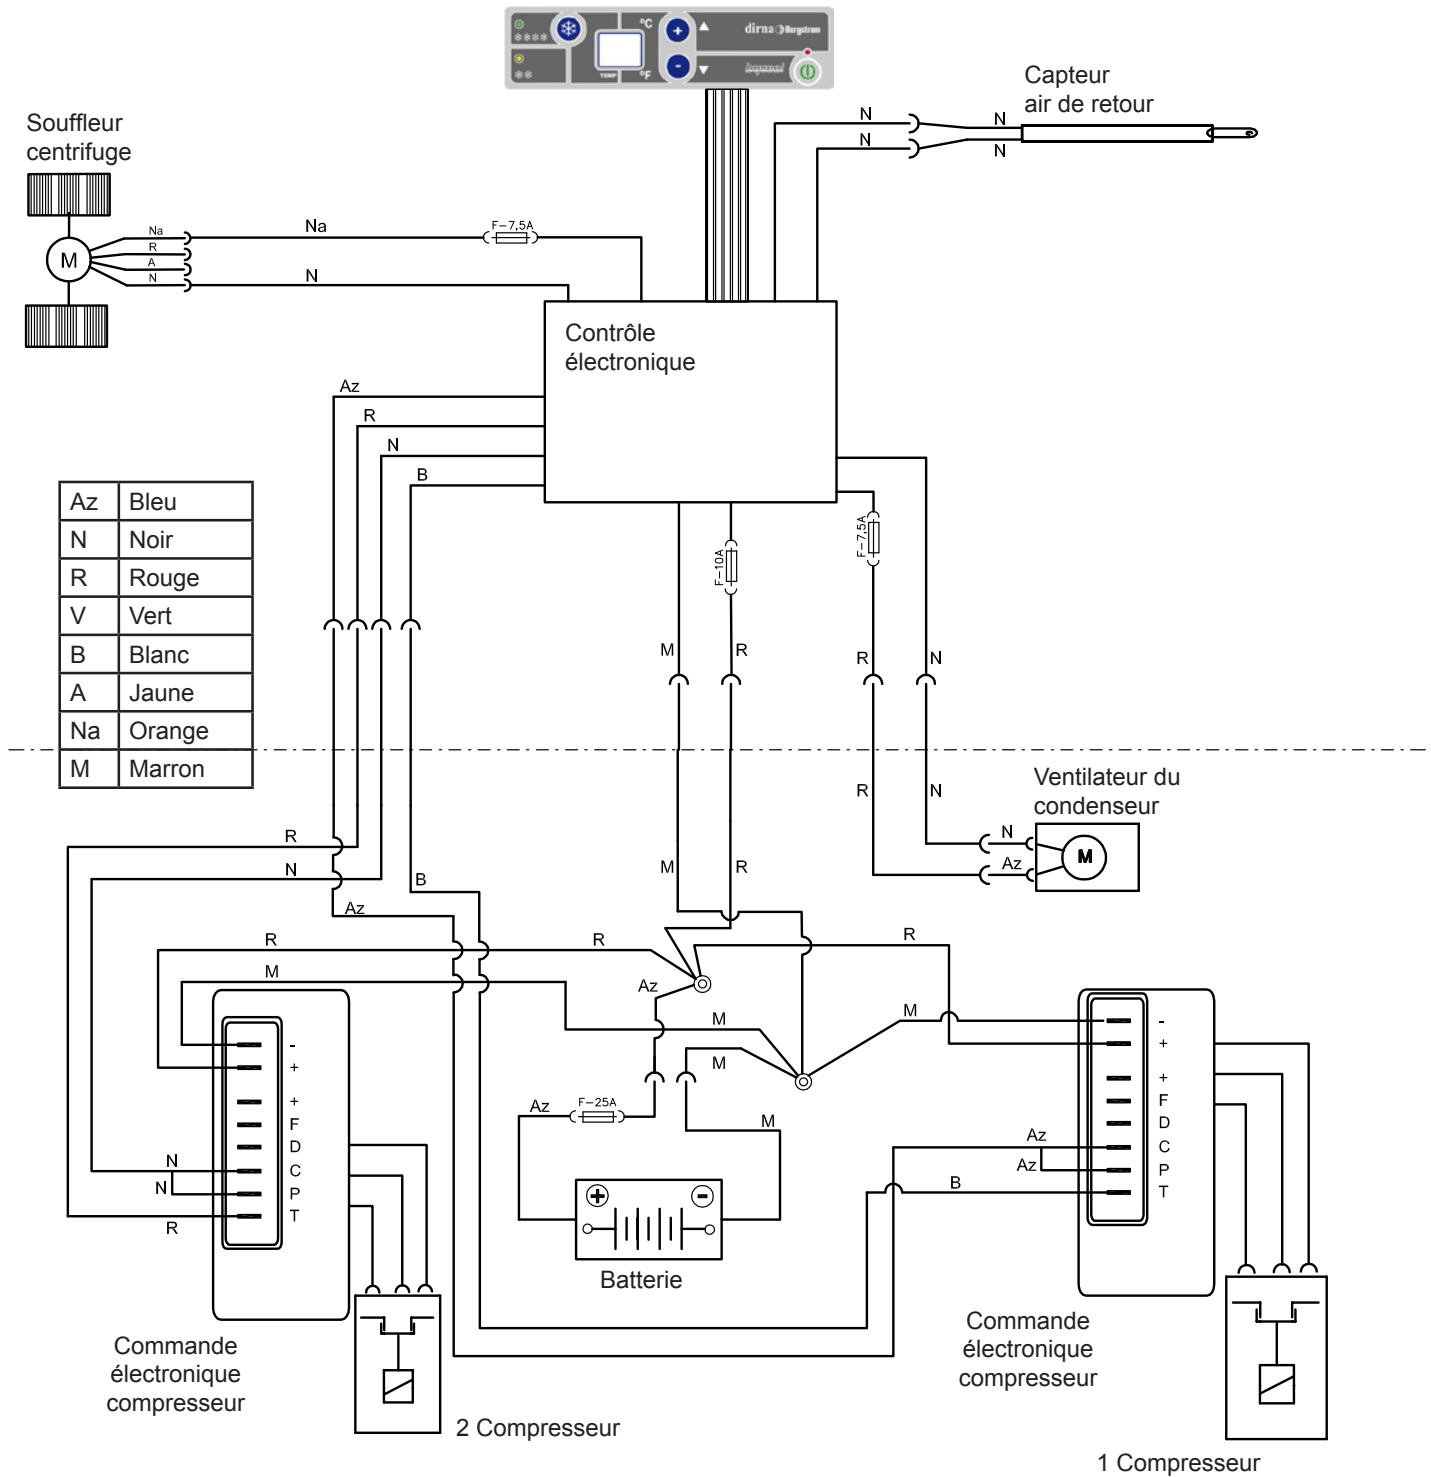 °C
+
dirna Bergstrom
TEMP
°F
-
Capteur
air de retour
N
N
N
N
Souffleur
centrifuge
M
Na
R
A
N
Na
F-7,5A
N
Contrôle
électronique
Az
R
N
B
Az Bleu
N Noir
R Rouge
V Vert
B Blanc
A Jaune
Na Orange
M Marron
F-10A
F-7,5A
M
R
R
N
R
N
Ventilateur du
condenseur
N
Az
M
R
N
B
Az
M
R
R
R
R
M
Az
M
M
M
-
+
+
F
D
C
P
T
N
N
R
Az
F-25A
M
+
-
Batterie
-
+
+
F
D
C
P
T
Az
Az
B
Commande
électronique
compresseur
2 Compresseur
Commande
électronique
compresseur
1 Compresseur